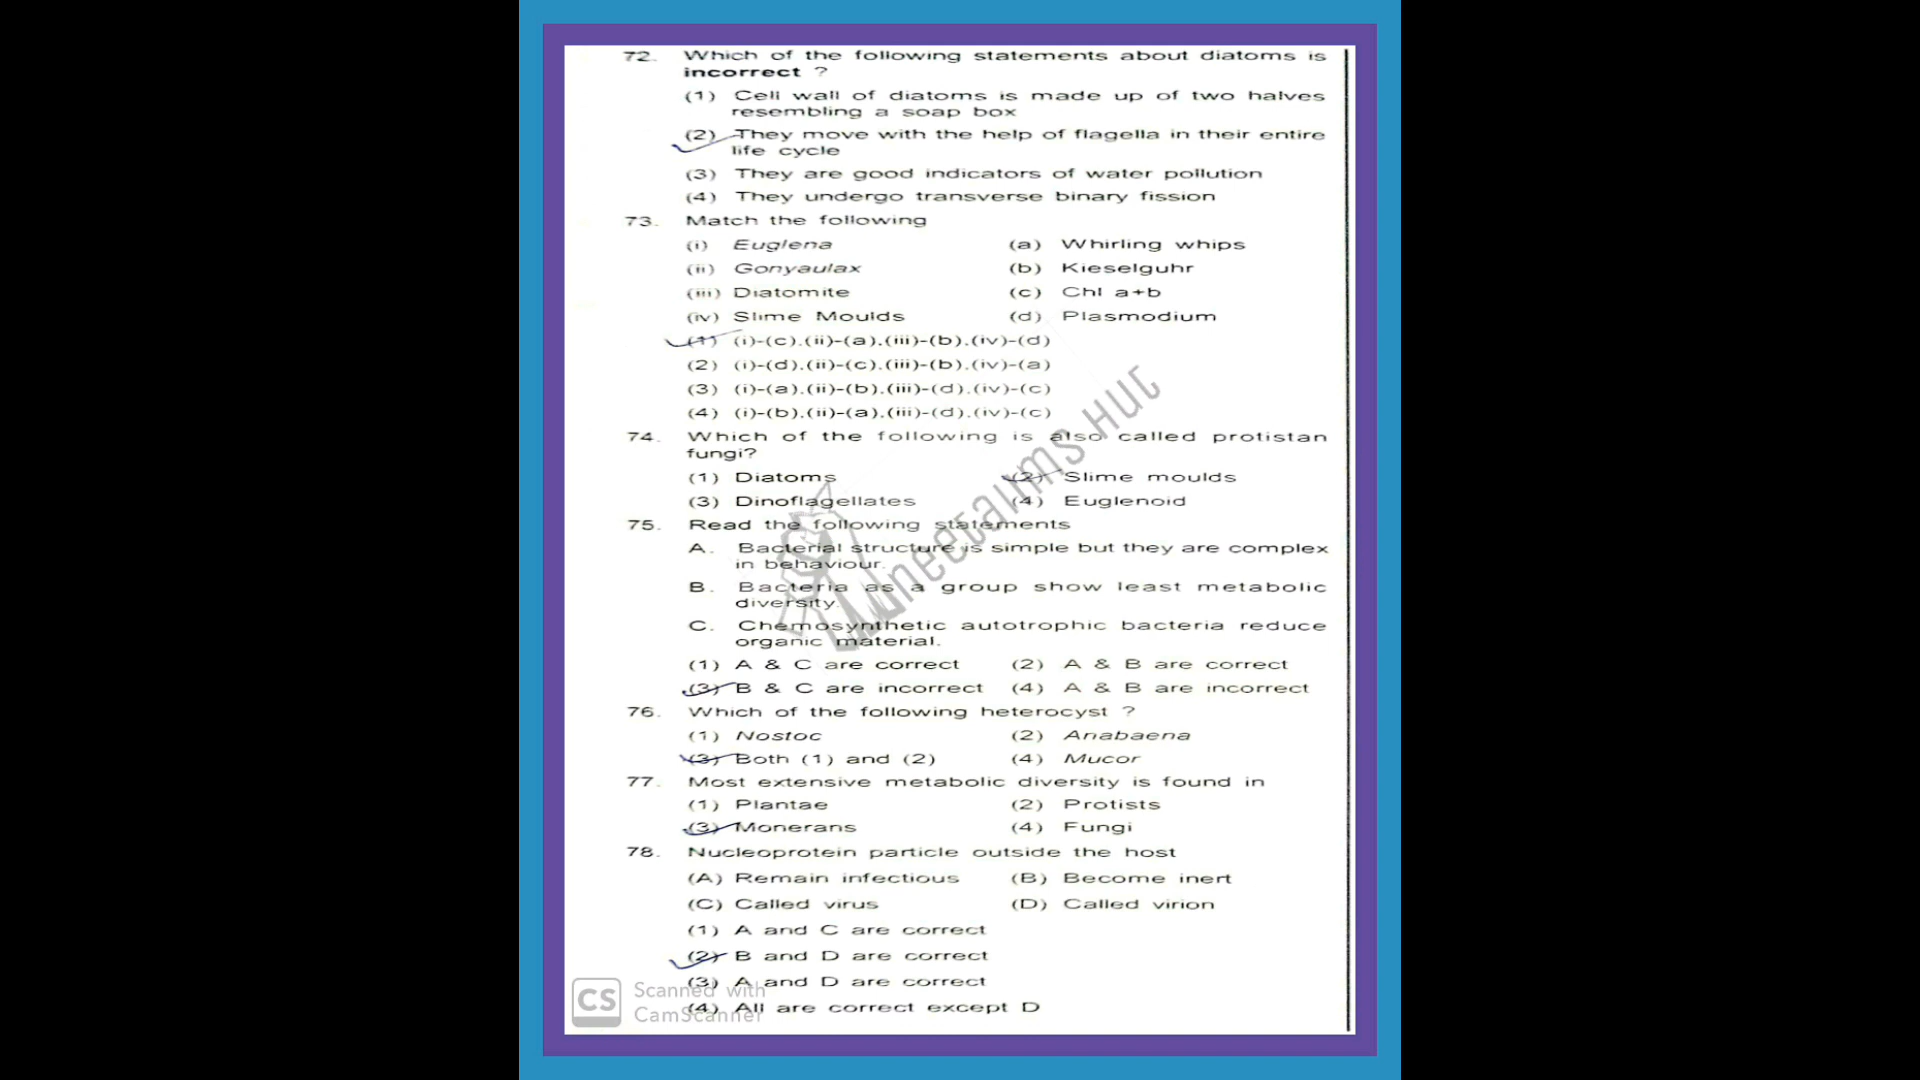 72. Which of the following statements about diatoms is
incorrect ?
(1) Cell wall of diatoms is made up of two halves
resembling a soap box
(2) They move with the help of flagella in their entire
life cycle
(3) They are good indicators of water pollution
(4) They undergo transverse binary fission
73. Match the following
(i) Euglena (a) Whirling whips
(ii) Gonyaulax (b) Kieselguhr
(iii) Diatomite (c) Chl a+b
(iv) Slime Moulds (d) Plasmodium
(1) (i)-(c),(ii)-(a),(iii)-(b),(iv)-(d)
(2) (i)-(d),(ii)-(c),(iii)-(b),(iv)-(a)
(3) (i)-(a),(ii)-(b),(iii)-(d),(iv)-(c)
(4) (i)-(b),(ii)-(a),(iii)-(d),(iv)-(c)
74. Which of the following is also called protistan
fungi?
(1) Diatoms (2) Slime moulds
(3) Dinoflagellates (4) Euglenoid
75. Read the following statements
A. Bacterial structure is simple but they are complex
in behaviour.
B. Bacteria as a group show least metabolic
diversity.
C. Chemosynthetic autotrophic bacteria reduce
organic material.
(1) A & C are correct (2) A & B are correct
(3) B & C are incorrect (4) A & B are incorrect
76. Which of the following heterocyst ?
(1) Nostoc (2) Anabaena
(3) Both (1) and (2) (4) Mucor
77. Most extensive metabolic diversity is found in
(1) Plantae (2) Protists
(3) Monerans (4) Fungi
78. Nucleoprotein particle outside the host
(A) Remain infectious (B) Become inert
(C) Called virus (D) Called virion
(1) A and C are correct
(2) B and D are correct
(3) A and D are correct
(4) All are correct except D
neetaiims HUT
CS Scanned with
CamScanner